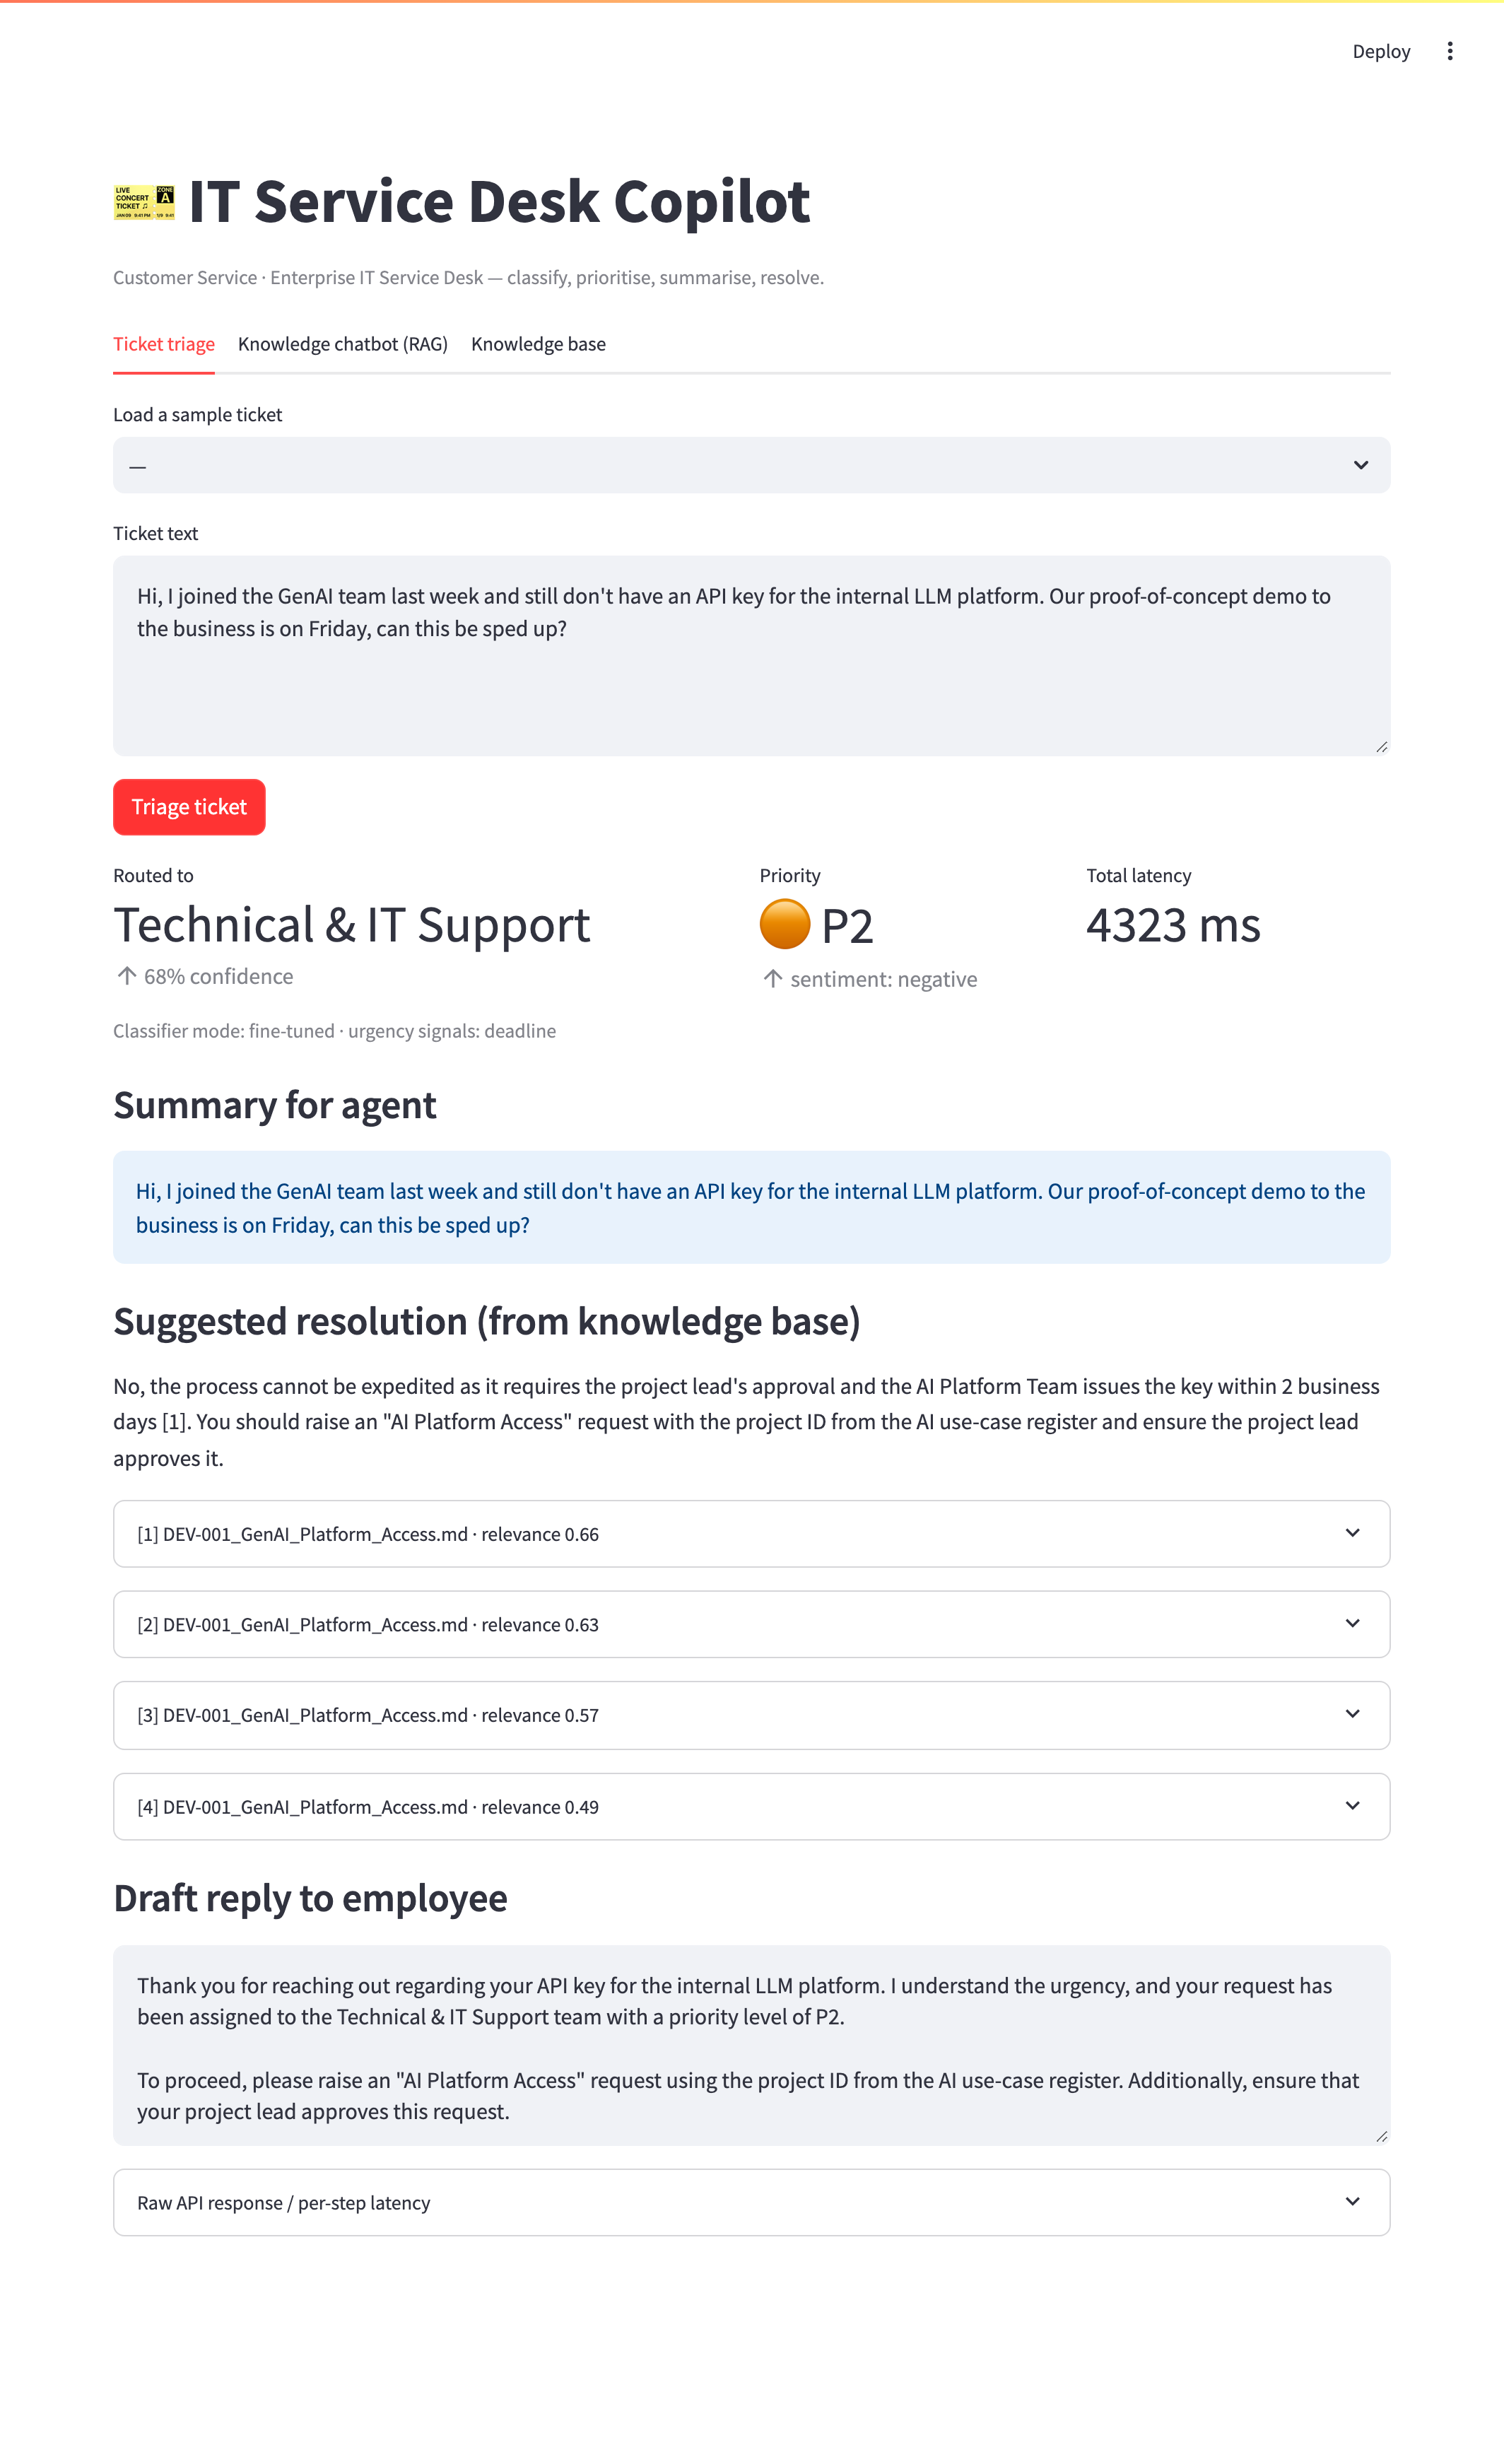 Deploy
LIVE
CONCERT
TICKET
ZONE
A
IT Service Desk Copilot
Customer Service · Enterprise IT Service Desk — classify, prioritise, summarise, resolve.
Ticket triage
Knowledge chatbot (RAG)
Knowledge base
Load a sample ticket
—
Ticket text
Hi, I joined the GenAI team last week and still don't have an API key for the internal LLM platform. Our proof-of-concept demo to
the business is on Friday, can this be sped up?
Triage ticket
Routed to
Technical & IT Support
↑ 68% confidence
Priority
P2
↑ sentiment: negative
Total latency
4323 ms
Classifier mode: fine-tuned · urgency signals: deadline
Summary for agent
Hi, I joined the GenAI team last week and still don't have an API key for the internal LLM platform. Our proof-of-concept demo to the
business is on Friday, can this be sped up?
Suggested resolution (from knowledge base)
No, the process cannot be expedited as it requires the project lead's approval and the AI Platform Team issues the key within 2 business
days [1]. You should raise an "AI Platform Access" request with the project ID from the AI use-case register and ensure the project lead
approves it.
[1] DEV-001_GenAI_Platform_Access.md · relevance 0.66
[2] DEV-001_GenAI_Platform_Access.md · relevance 0.63
[3] DEV-001_GenAI_Platform_Access.md · relevance 0.57
[4] DEV-001_GenAI_Platform_Access.md · relevance 0.49
Draft reply to employee
Thank you for reaching out regarding your API key for the internal LLM platform. I understand the urgency, and your request has
been assigned to the Technical & IT Support team with a priority level of P2.
To proceed, please raise an "AI Platform Access" request using the project ID from the AI use-case register. Additionally, ensure that
your project lead approves this request.
Raw API response / per-step latency